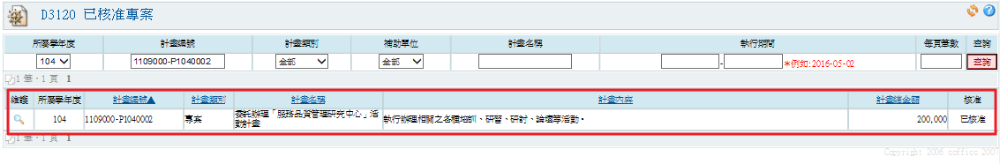 D3120 已核准專案
所屬學年度 計畫編號 計畫類別 補助單位 計畫名稱 執行期間 每頁筆數 查詢
104 1109000-P1040002 全部 全部 - *例如:2016-05-02 查詢
1 筆，1 頁 1
維護 所屬學年度 計畫編號▲ 計畫類別 計畫名稱 計畫內容 計畫總金額 核准
104 1109000-P1040002 專案 委託辦理「服務品質管理研究中心」活動計畫 執行辦理相關之各種培訓、研習、研討、論壇等活動。 200,000 已核准
1 筆，1 頁 1
Copyright 2006 eoffice 2007